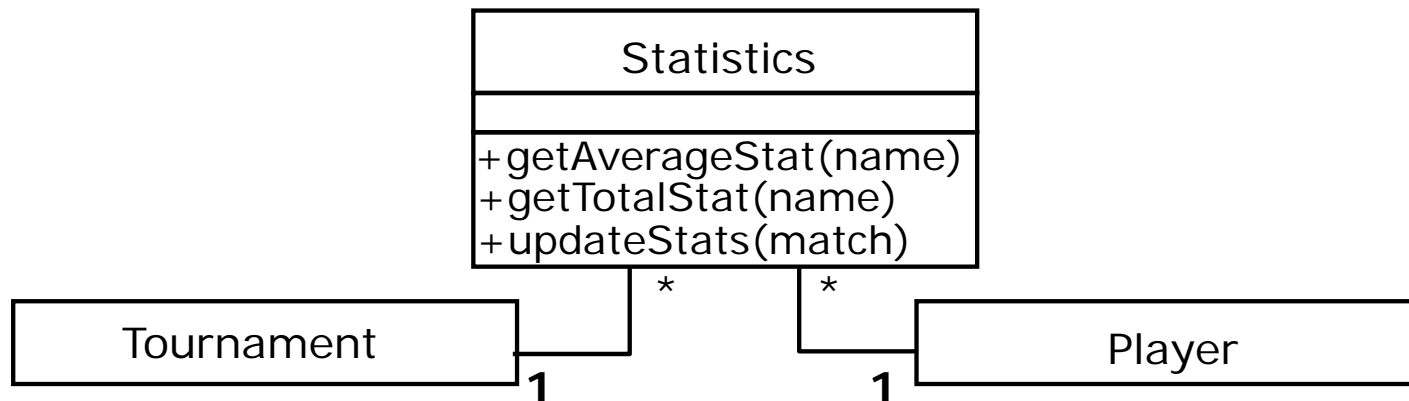 Statistics
+getAverageStat(name)
+getTotalStat(name)
+updateStats(match)
* *
Tournament
Player
1 1